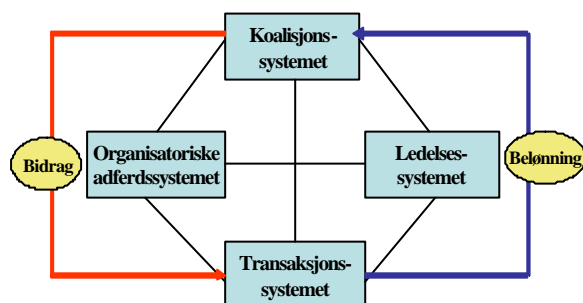 Koalisjons-
systemet
Bidrag
Organisatoriske
adferdssystemet
Ledelses-
systemet
Belønning
Transaksjons-
systemet